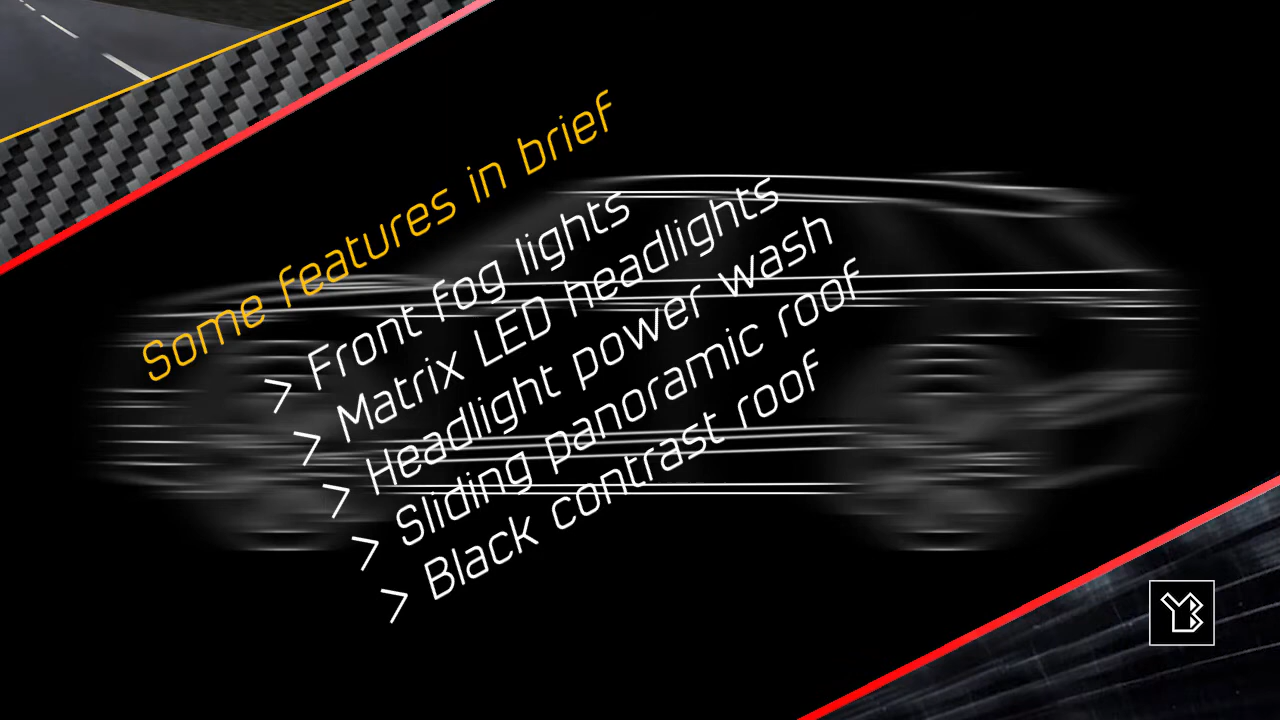 Some features in brief
> Front fog lights
> Matrix LED headlights
> Headlight power wash
> Sliding panoramic roof
> Black contrast roof
YB